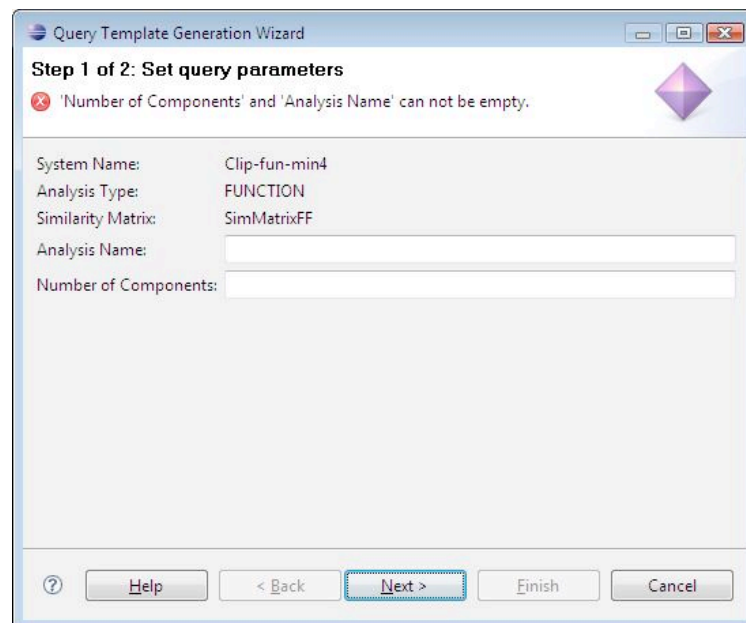 Query Template Generation Wizard
Step 1 of 2: Set query parameters
'Number of Components' and 'Analysis Name' can not be empty.
System Name: Clip-fun-min4
Analysis Type: FUNCTION
Similarity Matrix: SimMatrixFF
Analysis Name:
Number of Components:
Help < Back Next > Finish Cancel